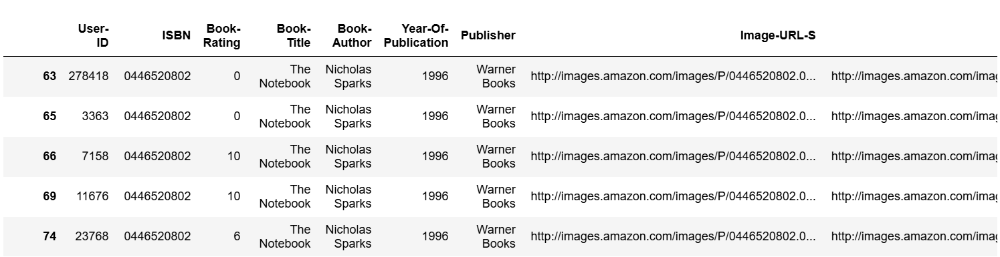 User-ID ISBN Book-Rating Book-Title Book-Author Year-Of-Publication Publisher Image-URL-S
63 278418 0446520802 0 The Notebook Nicholas Sparks 1996 Warner Books http://images.amazon.com/images/P/0446520802.0... http://images.amazon.com/imag
65 3363 0446520802 0 The Notebook Nicholas Sparks 1996 Warner Books http://images.amazon.com/images/P/0446520802.0... http://images.amazon.com/imag
66 7158 0446520802 10 The Notebook Nicholas Sparks 1996 Warner Books http://images.amazon.com/images/P/0446520802.0... http://images.amazon.com/imag
69 11676 0446520802 10 The Notebook Nicholas Sparks 1996 Warner Books http://images.amazon.com/images/P/0446520802.0... http://images.amazon.com/imag
74 23768 0446520802 6 The Notebook Nicholas Sparks 1996 Warner Books http://images.amazon.com/images/P/0446520802.0... http://images.amazon.com/imag